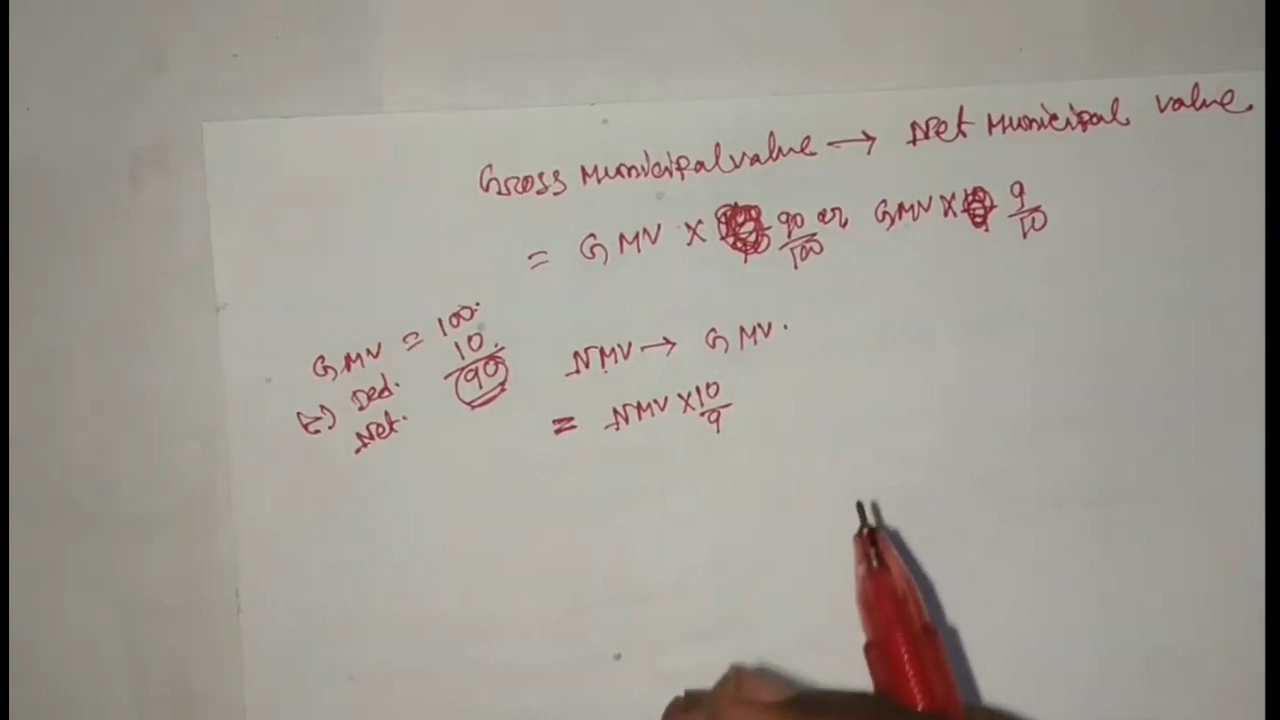 Gross Municipal value → Net Municipal value
= GMV × 90/100 or GMV × 9/10
GMV = 100.
(-) Ded. 10.
Net. 90
NMV → GMV.
= NMV × 10/9